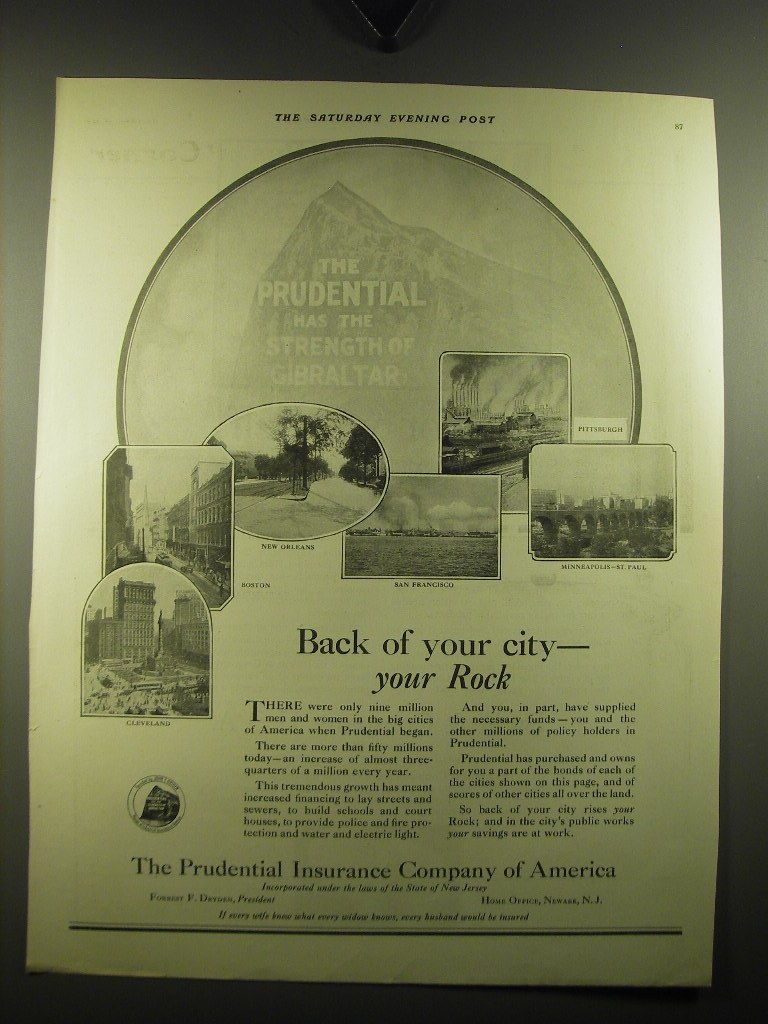 THE SATURDAY EVENING POST
87
THE
PRUDENTIAL
HAS THE
STRENGTH OF
GIBRALTAR
PITTSBURGH
NEW ORLEANS
MINNEAPOLIS—ST. PAUL
BOSTON
SAN FRANCISCO
CLEVELAND
Back of your city—
your Rock
THERE were only nine million
men and women in the big cities
of America when Prudential began.
There are more than fifty millions
today—an increase of almost three-
quarters of a million every year.
This tremendous growth has meant
increased financing to lay streets and
sewers, to build schools and court
houses, to provide police and fire pro-
tection and water and electric light.
And you, in part, have supplied
the necessary funds—you and the
other millions of policy holders in
Prudential.
Prudential has purchased and owns
for you a part of the bonds of each of
the cities shown on this page, and of
scores of other cities all over the land.
So back of your city rises your
Rock; and in the city's public works
your savings are at work.
The Prudential Insurance Company of America
Incorporated under the laws of the State of New Jersey
FORREST F. DRYDEN, President
HOME OFFICE, NEWARK, N. J.
If every wife knew what every widow knows, every husband would be insured